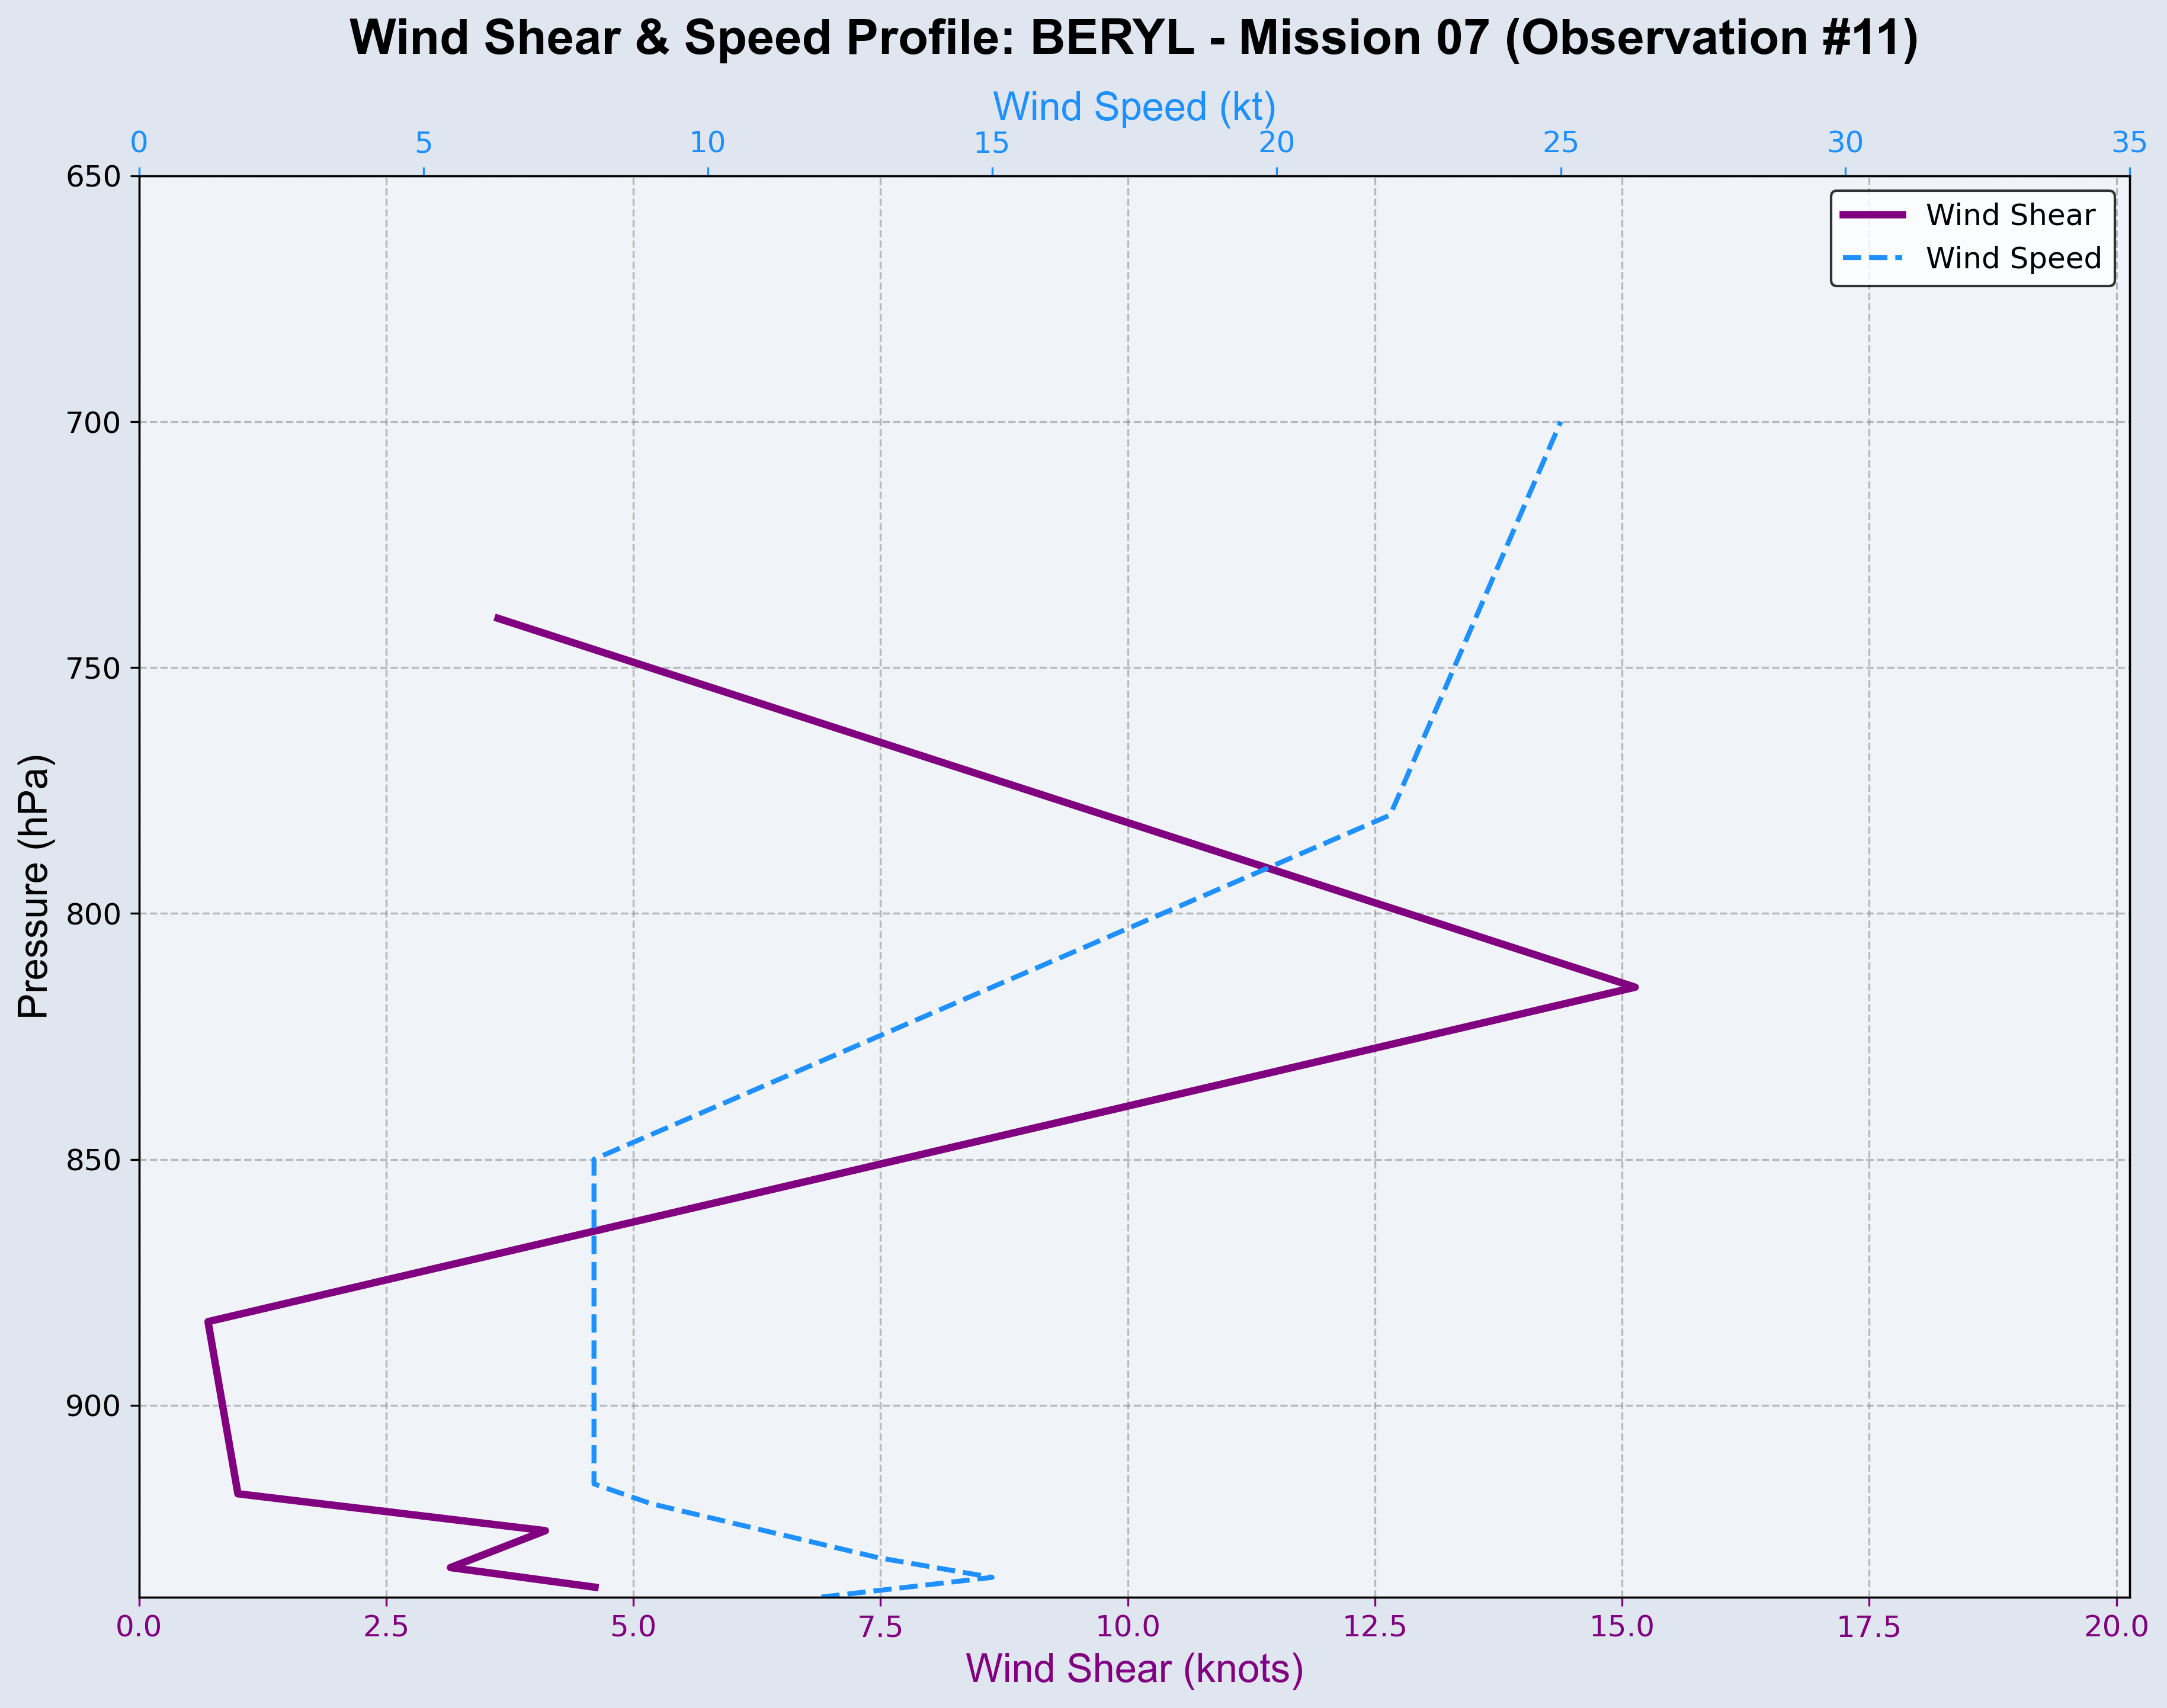 Wind Shear & Speed Profile: BERYL - Mission 07 (Observation #11)
Wind Speed (kt)
0 5 10 15 20 25 30 35
Wind Shear
Wind Speed
Pressure (hPa)
650
700
750
800
850
900
0.0 2.5 5.0 7.5 10.0 12.5 15.0 17.5 20.0
Wind Shear (knots)